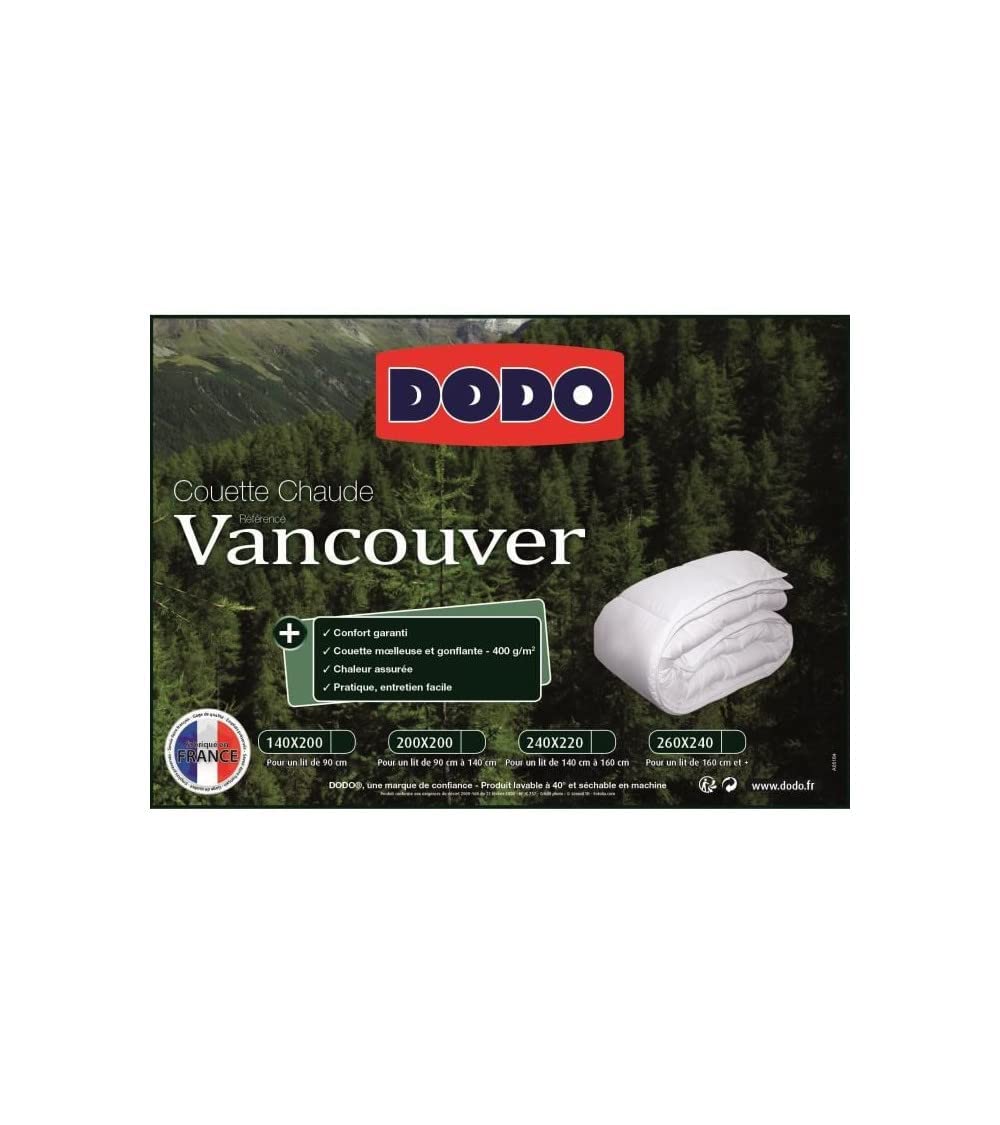 DODO
Couette Chaude
Référence
Vancouver
✓ Confort garanti
✓ Couette mœlleuse et gonflante - 400 g/m²
✓ Chaleur assurée
✓ Pratique, entretien facile
Fabriqué en
FRANCE
140X200
Pour un lit de 90 cm
200X200
Pour un lit de 90 cm à 140 cm
240X220
Pour un lit de 140 cm à 160 cm
260X240
Pour un lit de 160 cm et +
DODO®, une marque de confiance - Produit lavable à 40° et séchable en machine
www.dodo.fr